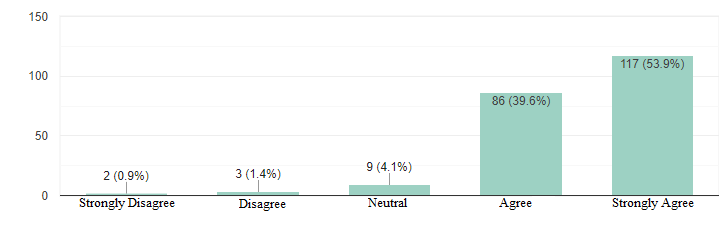 150
100
50
0
2 (0.9%)
3 (1.4%)
9 (4.1%)
86 (39.6%)
117 (53.9%)
Strongly Disagree
Disagree
Neutral
Agree
Strongly Agree